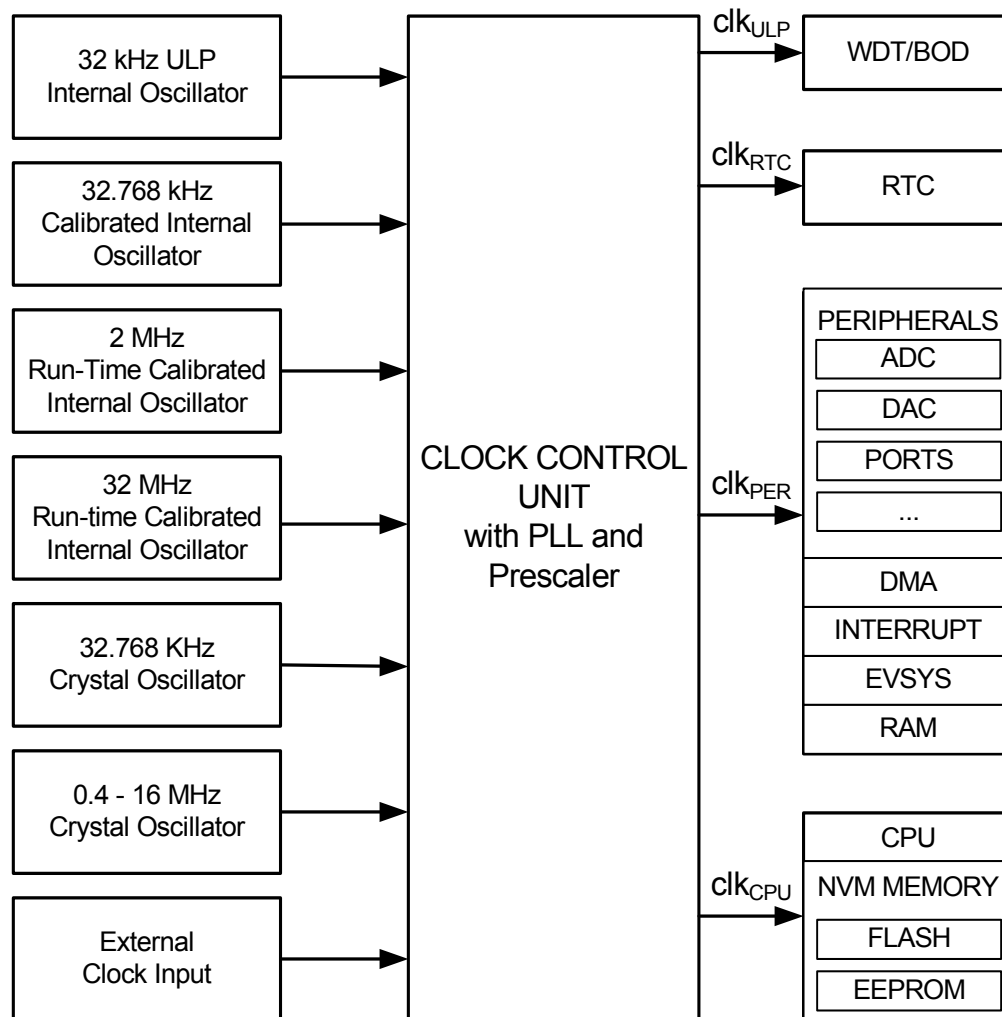 32 kHz ULP
Internal Oscillator
32.768 kHz
Calibrated Internal
Oscillator
2 MHz
Run-Time Calibrated
Internal Oscillator
32 MHz
Run-time Calibrated
Internal Oscillator
32.768 KHz
Crystal Oscillator
0.4 - 16 MHz
Crystal Oscillator
External
Clock Input
CLOCK CONTROL
UNIT
with PLL and
Prescaler
clkULP
clkRTC
clkPER
clkCPU
WDT/BOD
RTC
PERIPHERALS
ADC
DAC
PORTS
...
DMA
INTERRUPT
EVSYS
RAM
CPU
NVM MEMORY
FLASH
EEPROM